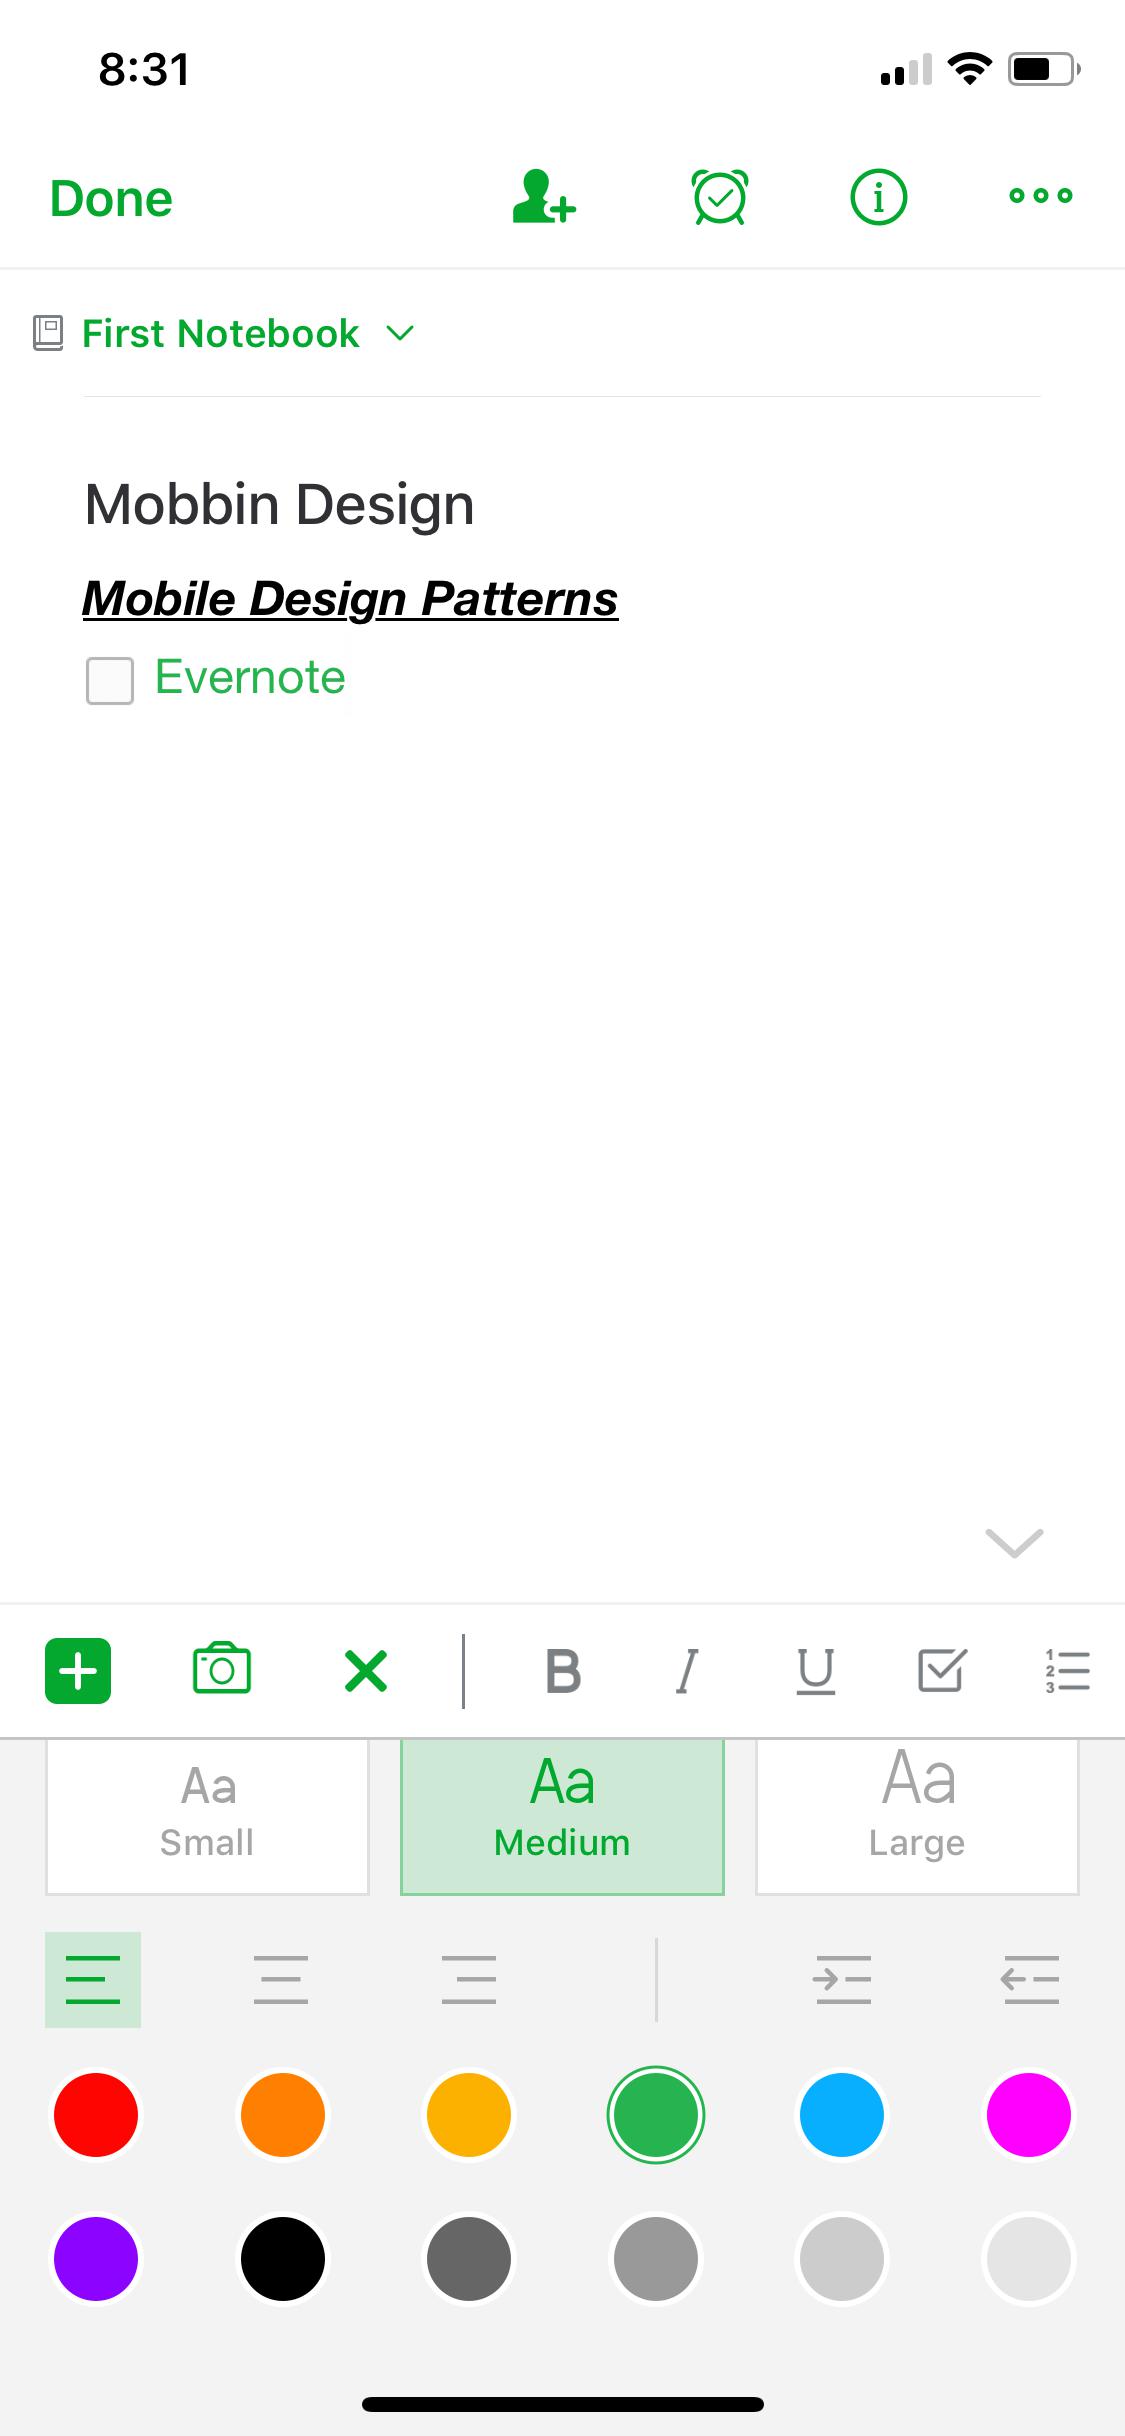 8:31
Done
First Notebook
Mobbin Design
Mobile Design Patterns
Evernote
B I U
Aa Aa Aa
Small Medium Large